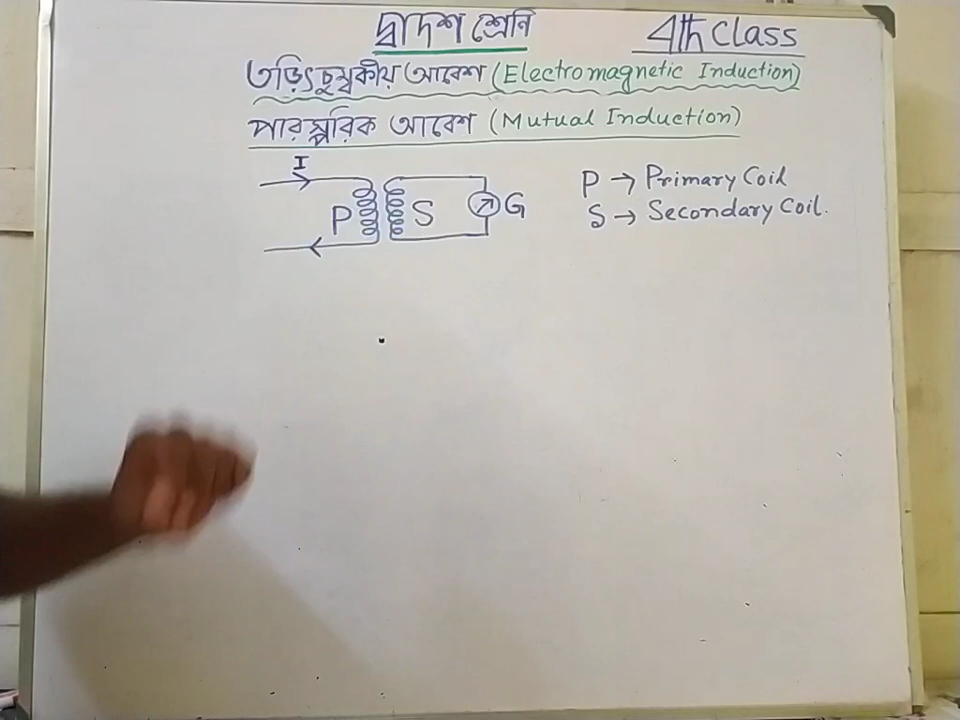 দ্বাদশ শ্রেনি
4th Class
তড়িৎচুম্বকীয় আবেশ (Electromagnetic Induction)
পারস্পরিক আবেশ (Mutual Induction)
I
P S G
P → Primary Coil
S → Secondary Coil.